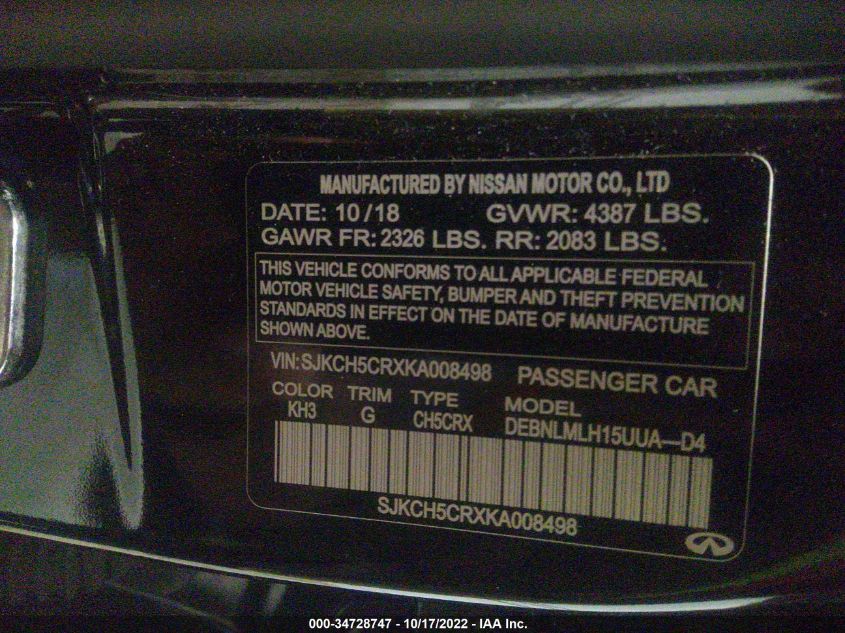 MANUFACTURED BY NISSAN MOTOR CO., LTD
DATE: 10/18 GVWR: 4387 LBS.
GAWR FR: 2326 LBS. RR: 2083 LBS.
THIS VEHICLE CONFORMS TO ALL APPLICABLE FEDERAL
MOTOR VEHICLE SAFETY, BUMPER AND THEFT PREVENTION
STANDARDS IN EFFECT ON THE DATE OF MANUFACTURE
SHOWN ABOVE.
VIN: SJKCH5CRXKA008498 PASSENGER CAR
COLOR TRIM TYPE MODEL
KH3 G CH5CRX DEBNLMLH15UUA—D4
SJKCH5CRXKA008498
000-34728747 - 10/17/2022 - IAA Inc.